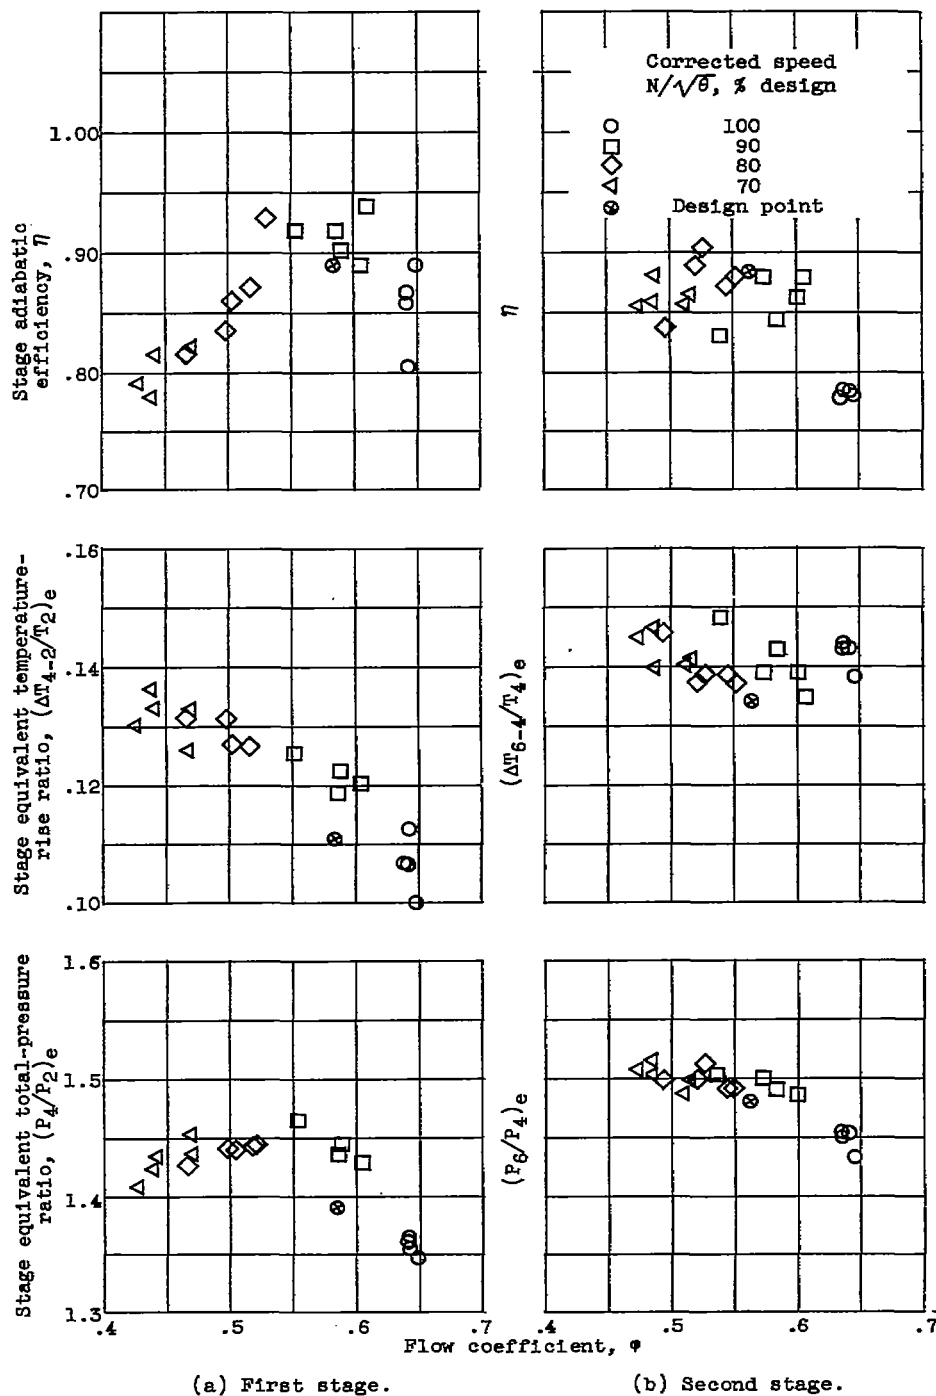 Corrected speed
N/√θ, % design
100
90
80
70
Design point
Stage adiabatic
efficiency, η
1.00
.90
.80
.70
η
Stage equivalent temperature-
rise ratio, (ΔT4-2/T2)e
.16
.14
.12
.10
(ΔT6-4/T4)e
Stage equivalent total-pressure
ratio, (P4/P2)e
1.6
1.5
1.4
1.3
(P6/P4)e
.4 .5 .6 .7 .4 .5 .6 .7
Flow coefficient, φ
(a) First stage.
(b) Second stage.